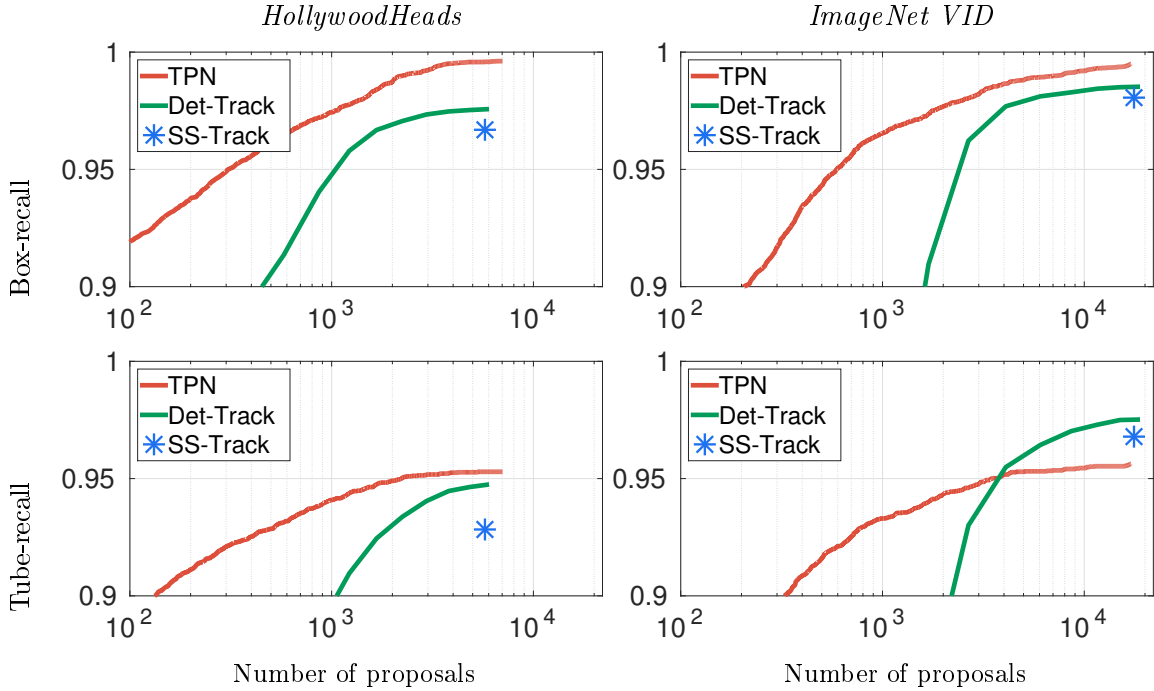 HollywoodHeads
ImageNet VID
Box-recall
1
0.95
0.9
TPN
Det-Track
SS-Track
10^2
10^3
10^4
1
0.95
0.9
TPN
Det-Track
SS-Track
10^2
10^3
10^4
Tube-recall
1
0.95
0.9
TPN
Det-Track
SS-Track
10^2
10^3
10^4
Number of proposals
1
0.95
0.9
TPN
Det-Track
SS-Track
10^2
10^3
10^4
Number of proposals